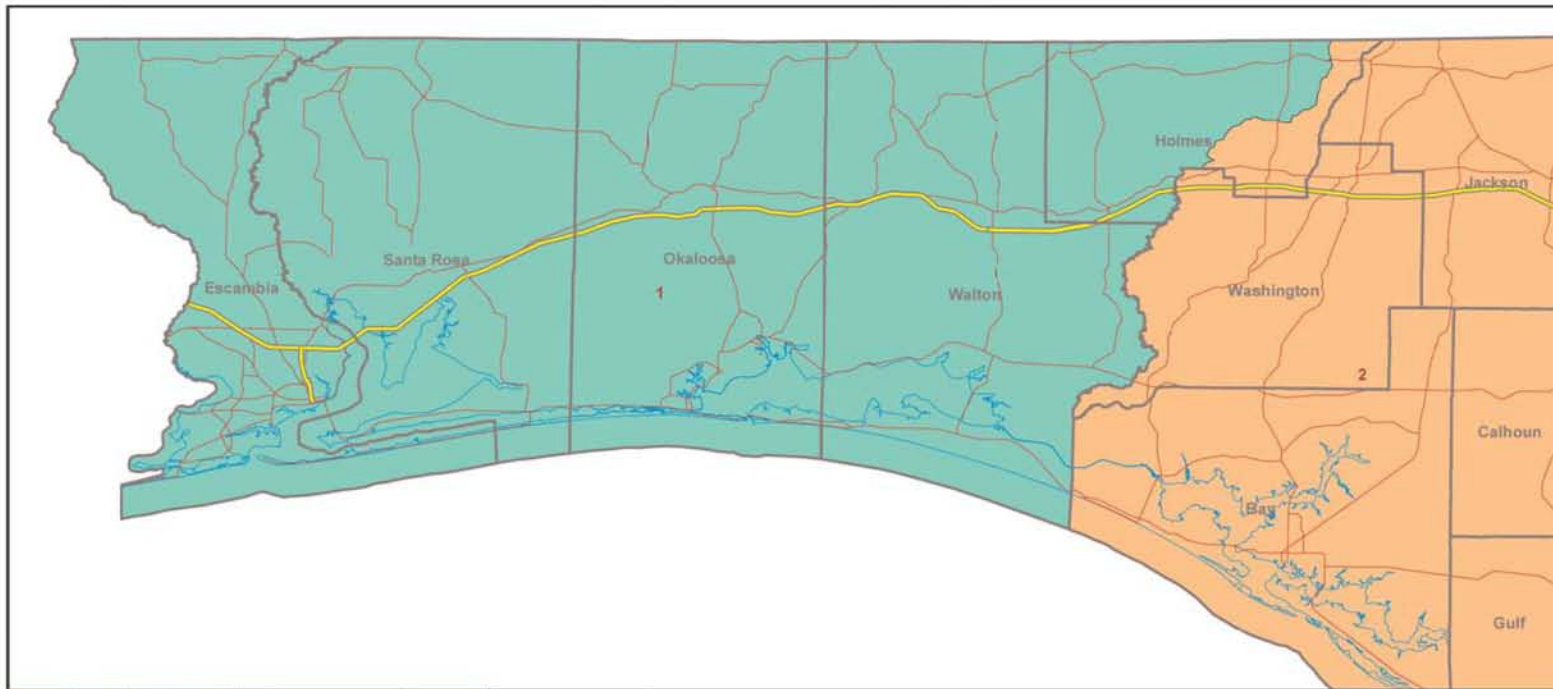 Holmes
Jackson
Santa Rosa
Okaloosa
Escambia
1
Walton
Washington
2
Calhoun
Bay
Gulf